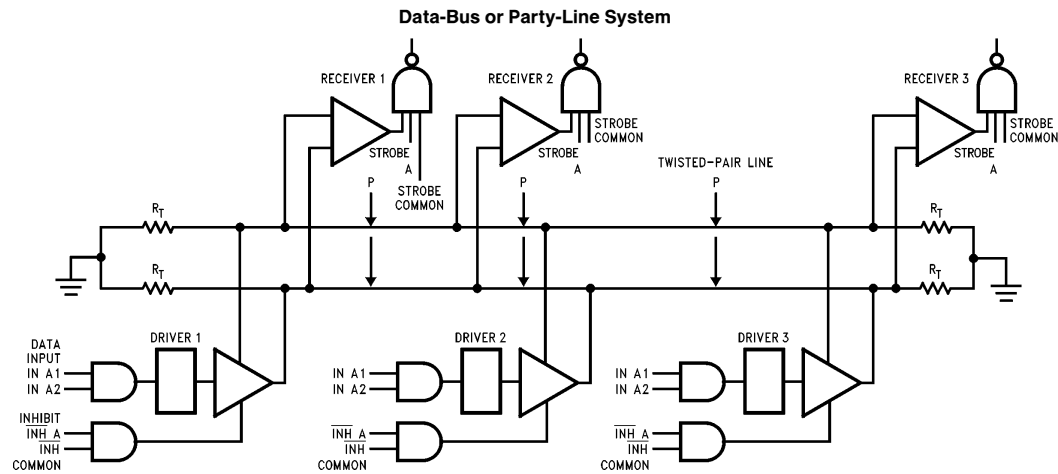 Data-Bus or Party-Line System
RECEIVER 1
RECEIVER 2
RECEIVER 3
STROBE
A
STROBE
COMMON
STROBE
A
STROBE
COMMON
STROBE
A
STROBE
COMMON
TWISTED-PAIR LINE
P
P
P
RT
RT
RT
RT
DRIVER 1
DATA
INPUT
IN A1
IN A2
INHIBIT
INH A
INH
COMMON
DRIVER 2
IN A1
IN A2
INH A
INH
COMMON
DRIVER 3
IN A1
IN A2
INH A
INH
COMMON